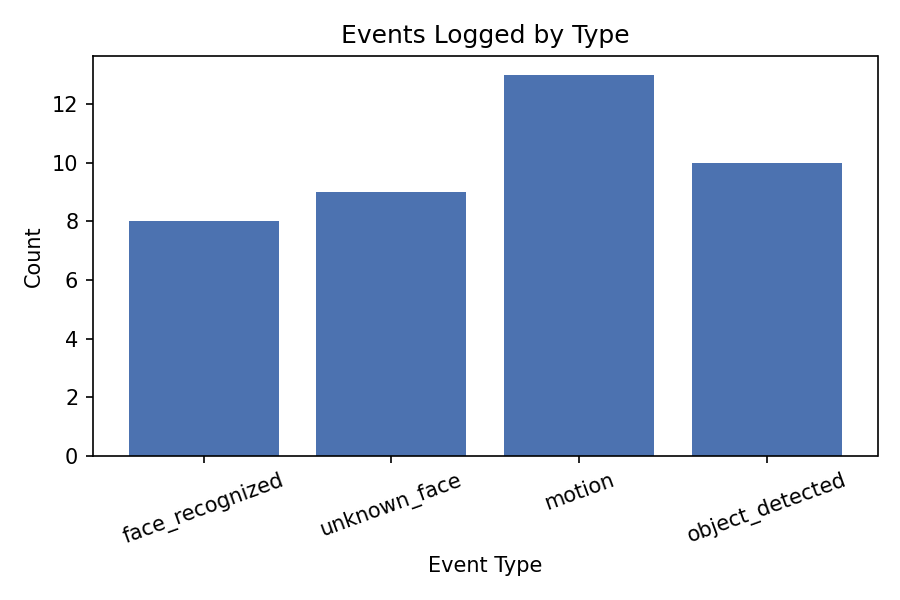 Events Logged by Type
Count
12
10
8
6
4
2
0
face_recognized
unknown_face
motion
object_detected
Event Type